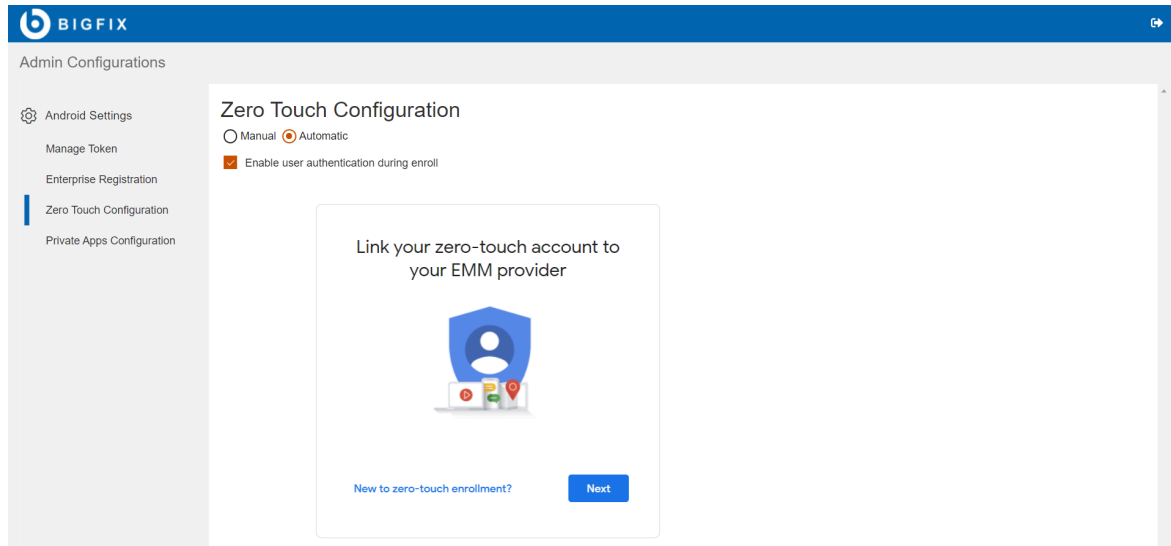 BIGFIX
Admin Configurations
Android Settings
Manage Token
Enterprise Registration
Zero Touch Configuration
Private Apps Configuration
Zero Touch Configuration
Manual Automatic
Enable user authentication during enroll
Link your zero-touch account to
your EMM provider
New to zero-touch enrollment? Next